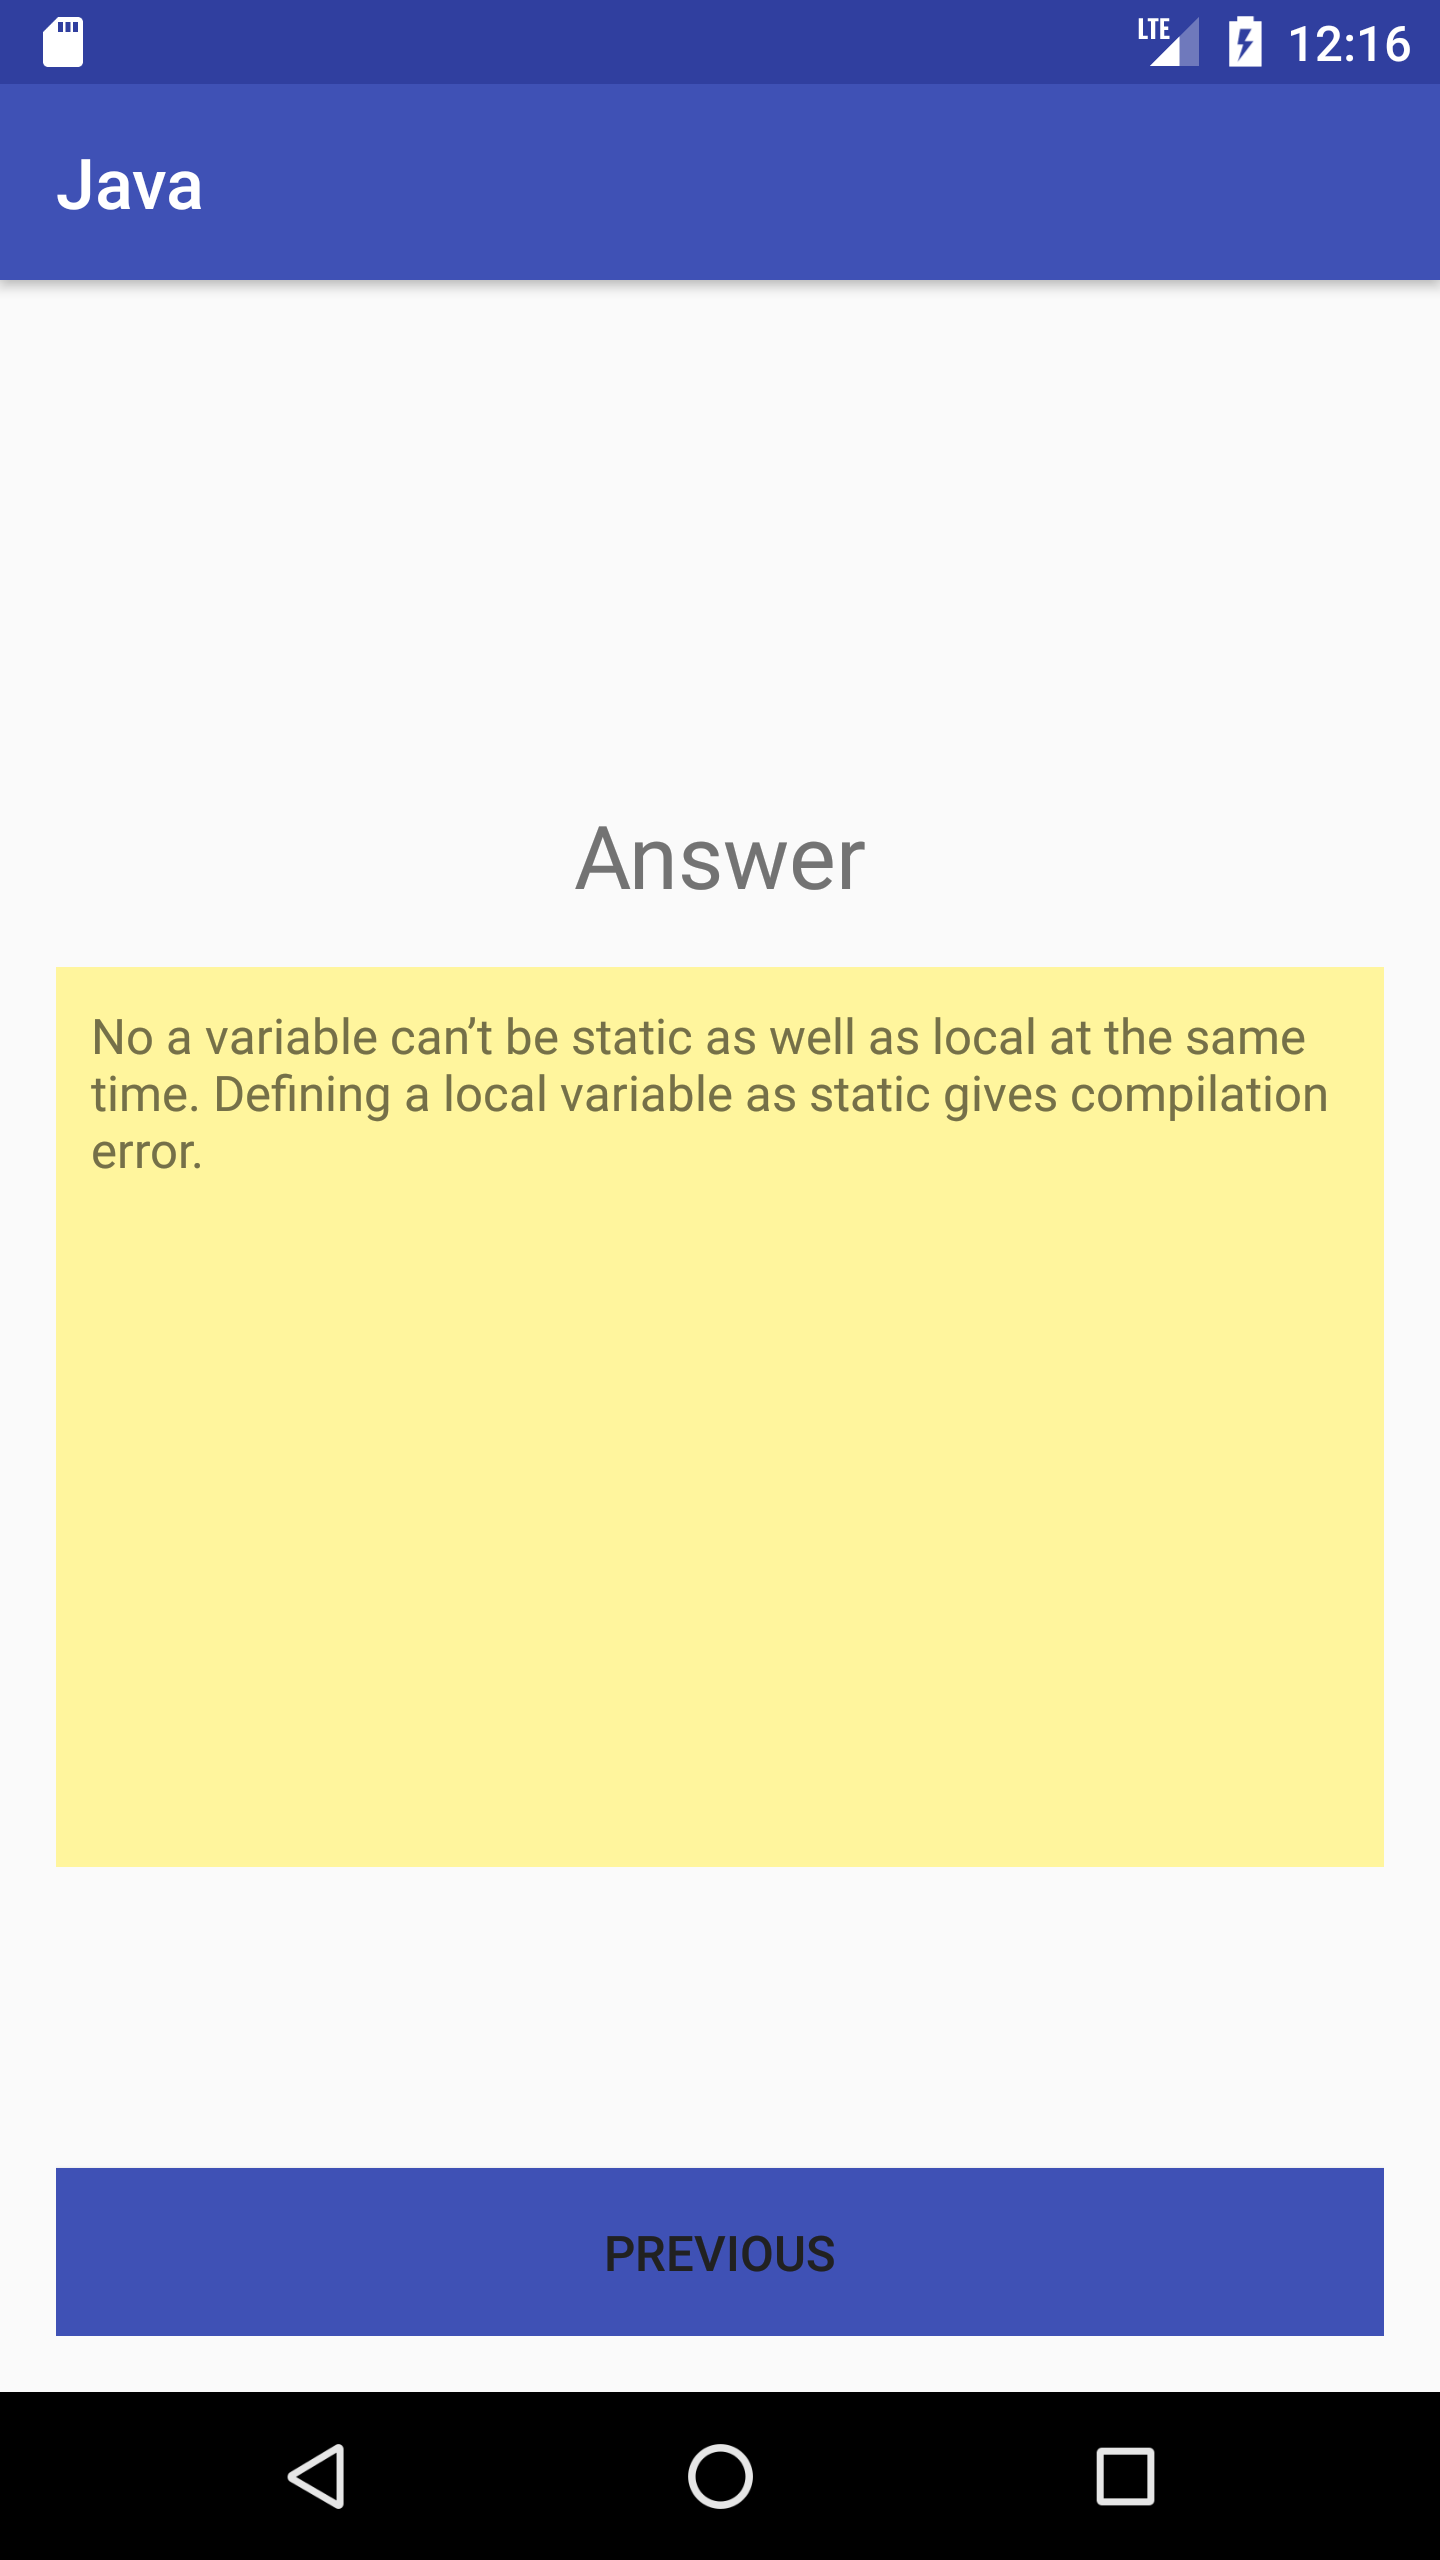 LTE 12:16
Java
Answer
No a variable can’t be static as well as local at the same
time. Defining a local variable as static gives compilation
error.
PREVIOUS